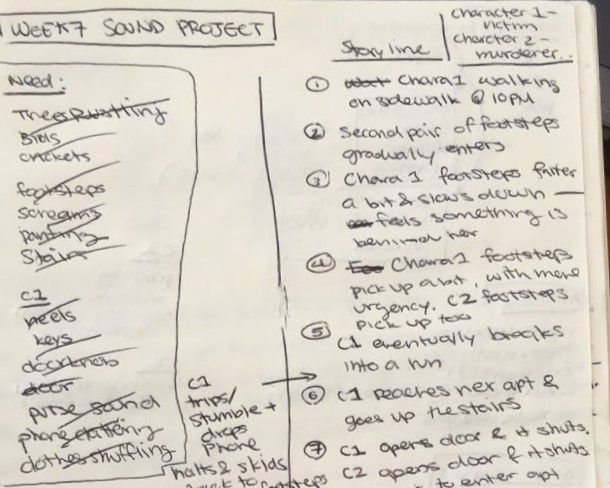 WEEK 7 SOUND PROJECT
Need:
Trees Rustling
Birds
crickets
footsteps
screams
panting
Stairs
C1
heels
keys
doorknob
door
purse sound
phone
clothes shuffling
C1
trips/
stumble +
drops
phone
halts & skids
back to footsteps
Storyline
character 1 -
victim
charcter 2 -
murderer..
① Chara 1 walking
on sidewalk @ 10PM
② Second pair of footsteps
gradually enters
③ Chara 1 footsteps falter
a bit & slows down —
feels something is
behind her
④ Chara 1 footsteps
pick up a bit, with more
urgency. C2 footsteps
pick up too
⑤ C1 eventually breaks
into a run
⑥ C1 reaches her apt &
goes up the stairs
⑦ C1 opens door & it shuts.
C2 opens door & it shuts
to enter apt